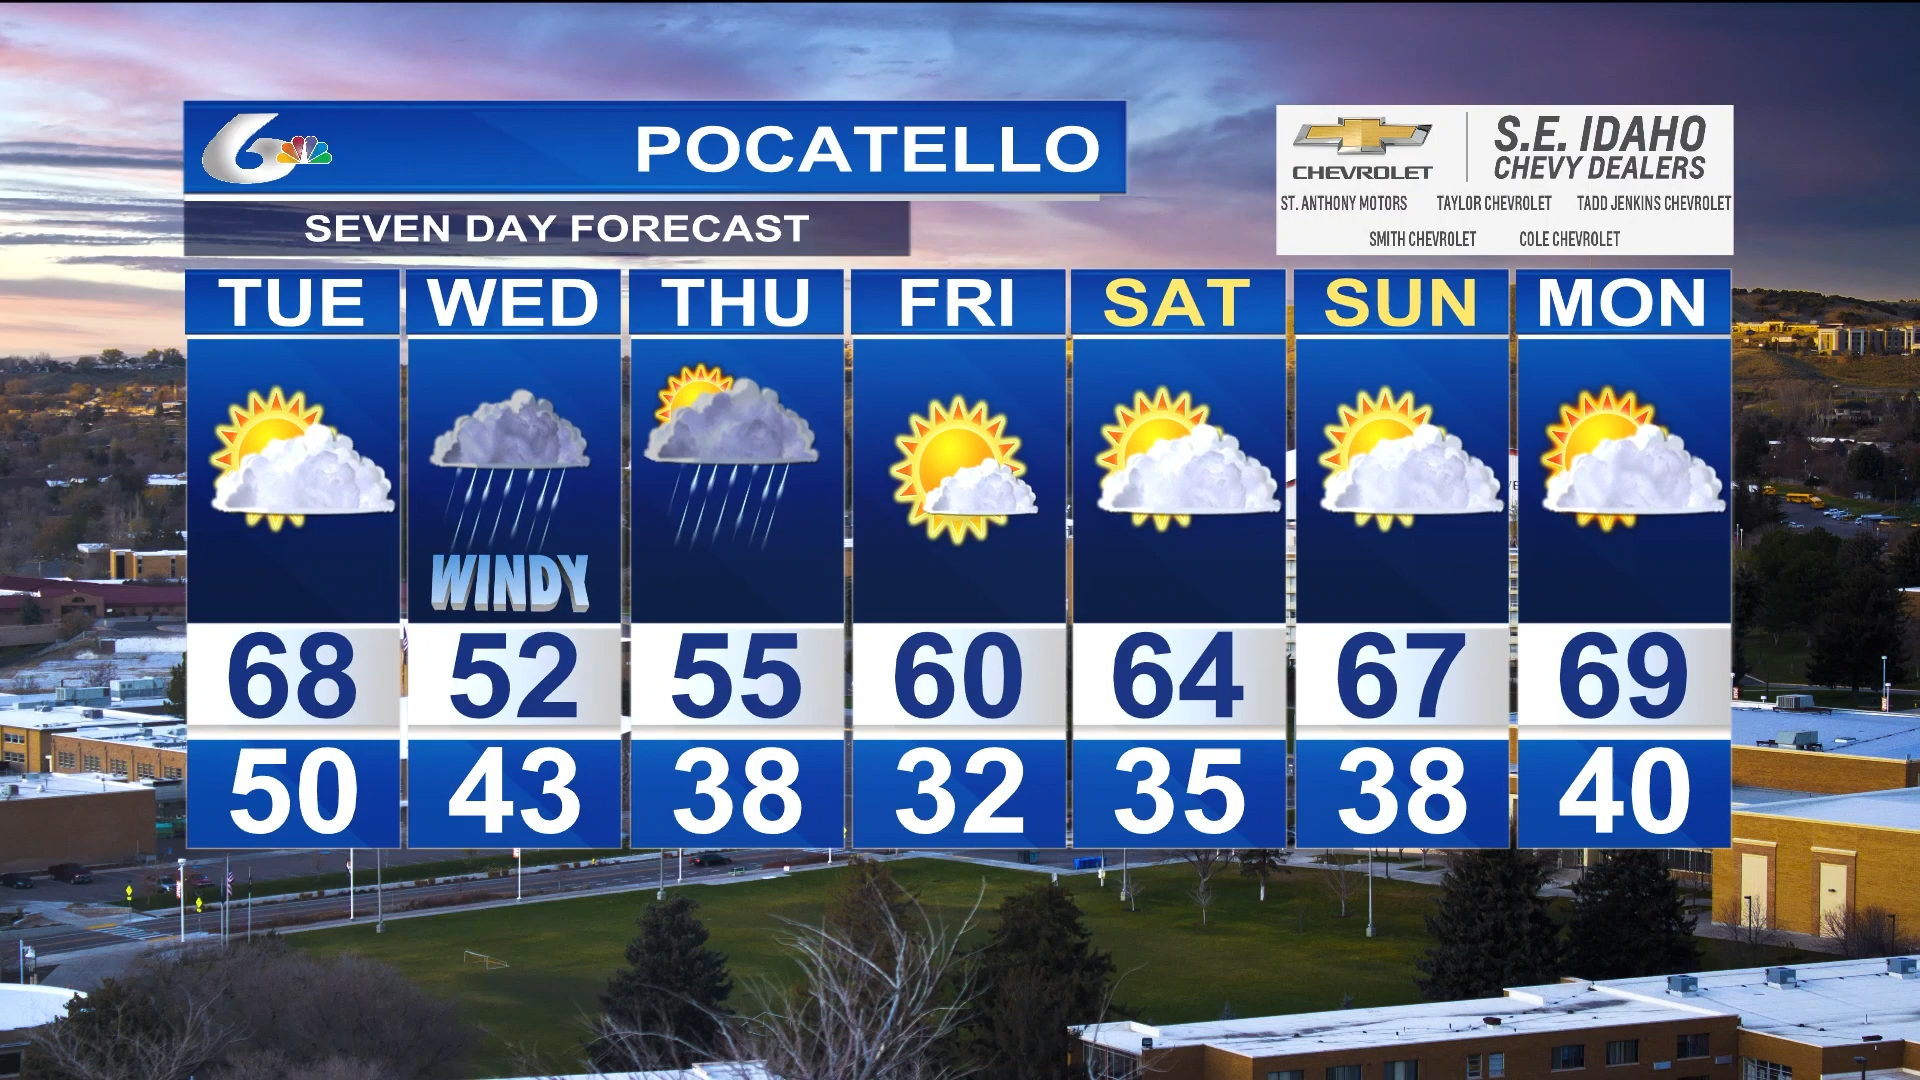 6
POCATELLO
SEVEN DAY FORECAST
CHEVROLET
S.E. IDAHO
CHEVY DEALERS
ST. ANTHONY MOTORS TAYLOR CHEVROLET TADD JENKINS CHEVROLET
SMITH CHEVROLET COLE CHEVROLET
TUE WED THU FRI SAT SUN MON
WINDY
68 52 55 60 64 67 69
50 43 38 32 35 38 40